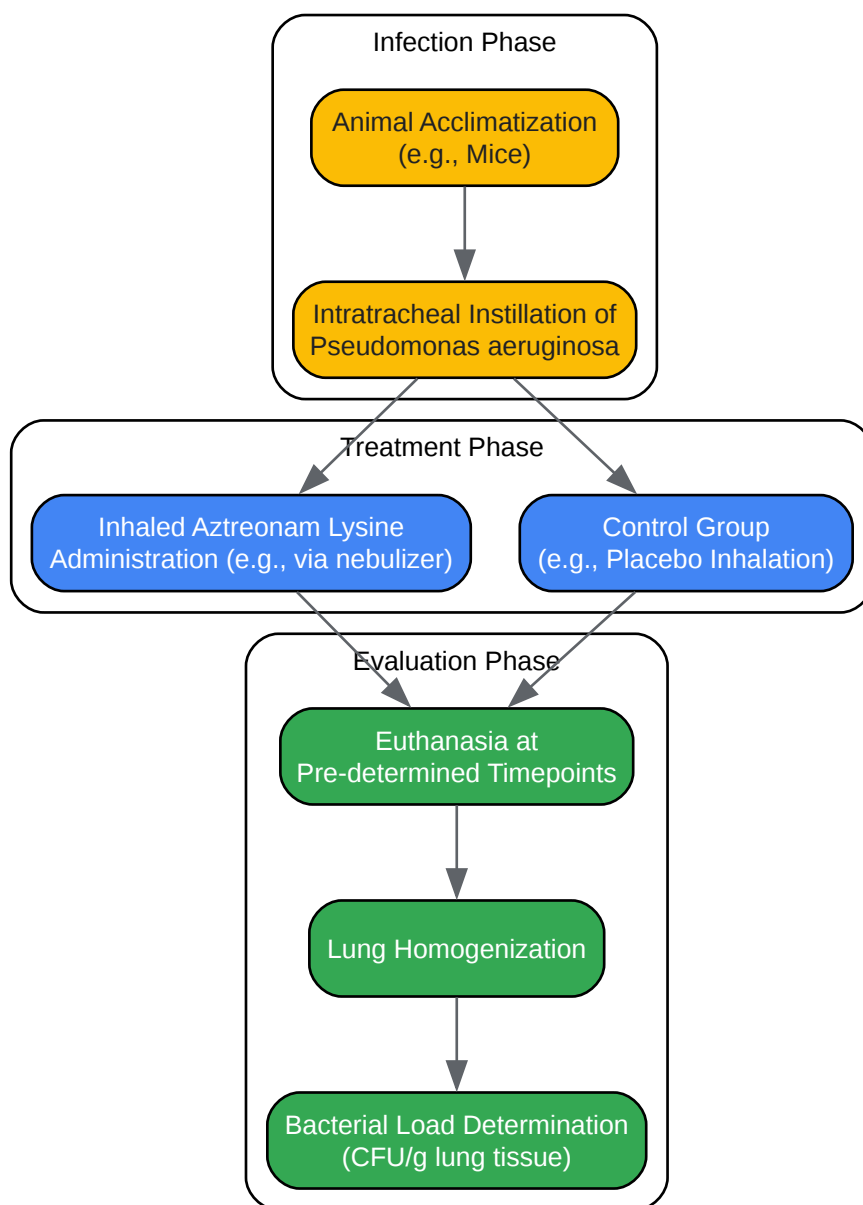 Infection Phase
Animal Acclimatization
(e.g., Mice)
Intratracheal Instillation of
Pseudomonas aeruginosa
Treatment Phase
Inhaled Aztreonam Lysine
Administration (e.g., via nebulizer)
Control Group
(e.g., Placebo Inhalation)
Evaluation Phase
Euthanasia at
Pre-determined Timepoints
Lung Homogenization
Bacterial Load Determination
(CFU/g lung tissue)